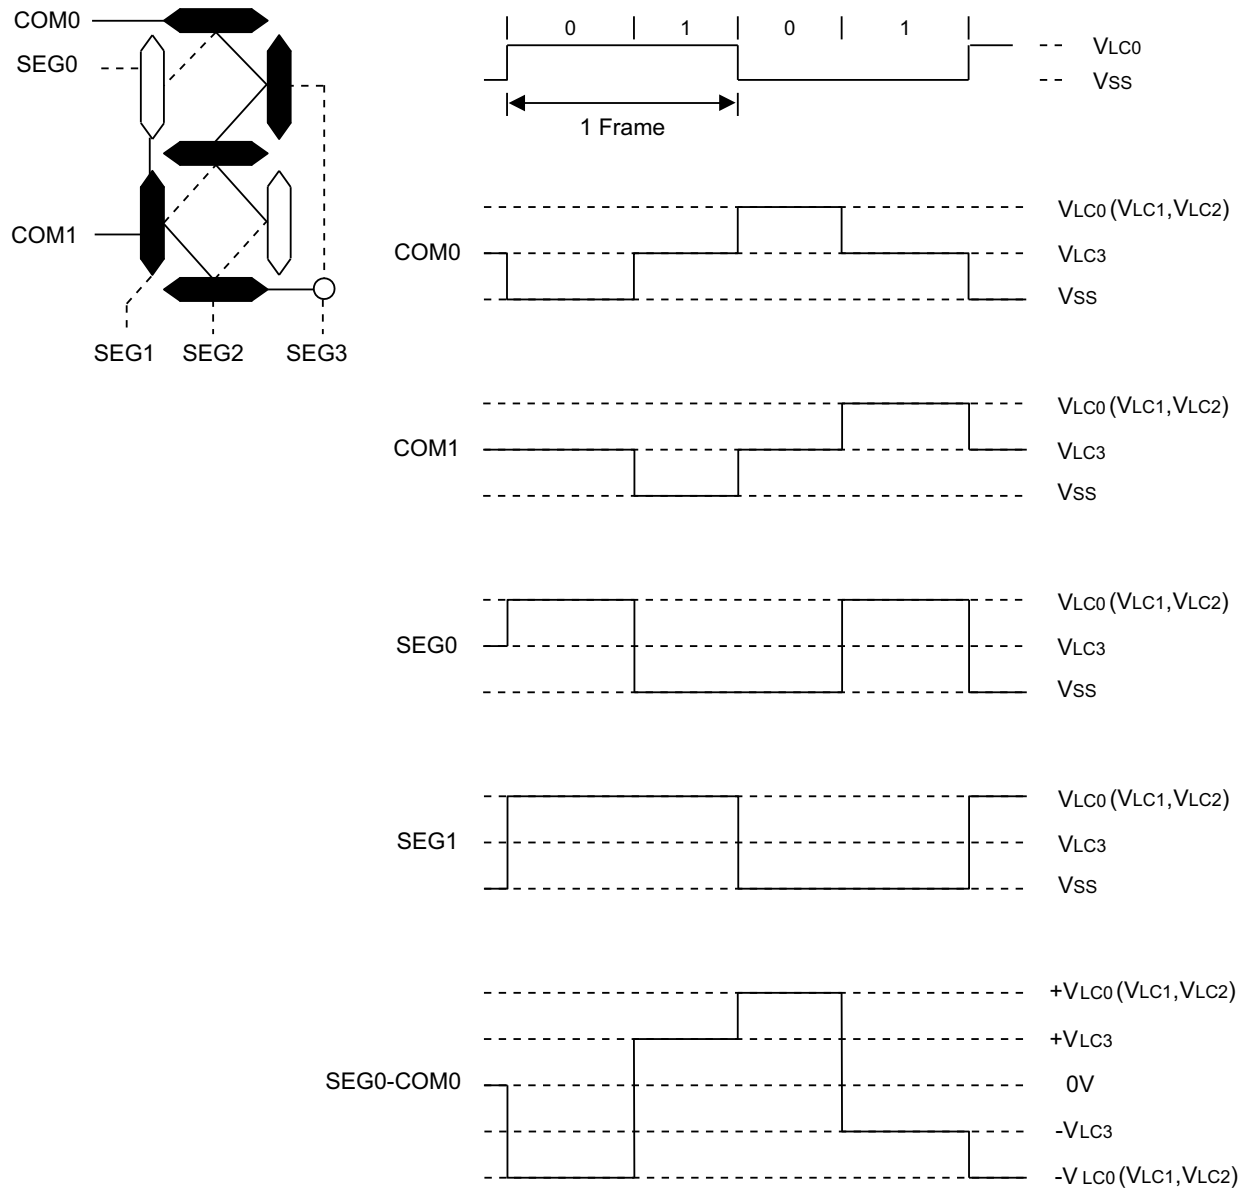 COM0
SEG0
COM1
SEG1 SEG2 SEG3
0 1 0 1
VLC0
VSS
1 Frame
COM0
VLC0(VLC1,VLC2)
VLC3
VSS
COM1
VLC0(VLC1,VLC2)
VLC3
VSS
SEG0
VLC0(VLC1,VLC2)
VLC3
VSS
SEG1
VLC0(VLC1,VLC2)
VLC3
VSS
SEG0-COM0
+VLC0(VLC1,VLC2)
+VLC3
0V
-VLC3
-VLC0(VLC1,VLC2)